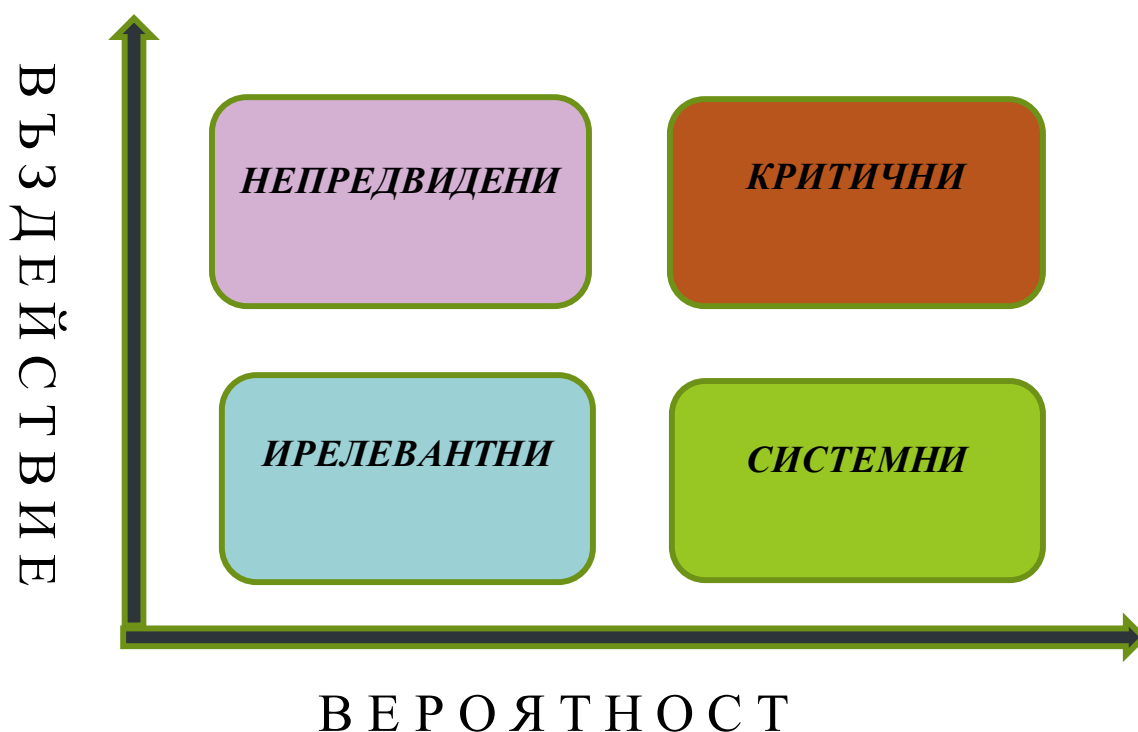 ВЪЗДЕЙСТВИЕ
НЕПРЕДВИДЕНИ
КРИТИЧНИ
ИРЕЛЕВАНТНИ
СИСТЕМНИ
ВЕРОЯТНОСТ